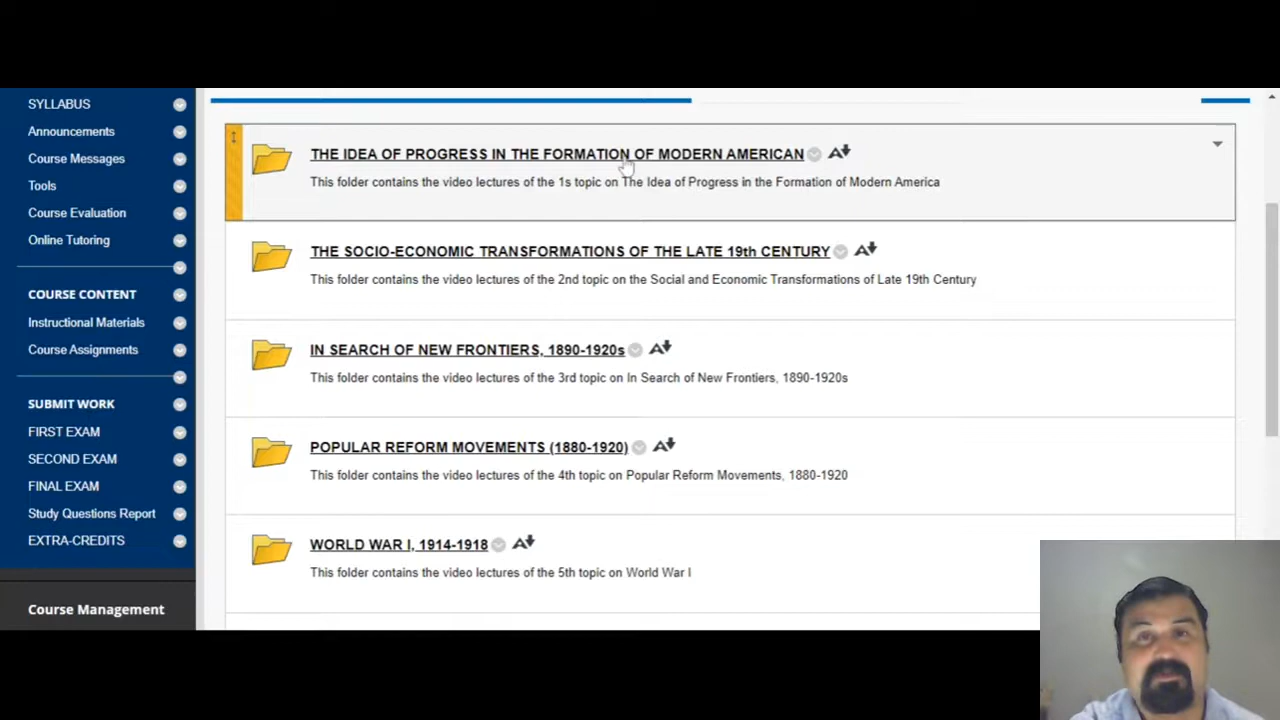 SYLLABUS
Announcements
Course Messages
Tools
Course Evaluation
Online Tutoring
COURSE CONTENT
Instructional Materials
Course Assignments
SUBMIT WORK
FIRST EXAM
SECOND EXAM
FINAL EXAM
Study Questions Report
EXTRA-CREDITS
Course Management
THE IDEA OF PROGRESS IN THE FORMATION OF MODERN AMERICAN
This folder contains the video lectures of the 1s topic on The Idea of Progress in the Formation of Modern America
THE SOCIO-ECONOMIC TRANSFORMATIONS OF THE LATE 19th CENTURY
This folder contains the video lectures of the 2nd topic on the Social and Economic Transformations of Late 19th Century
IN SEARCH OF NEW FRONTIERS, 1890-1920s
This folder contains the video lectures of the 3rd topic on In Search of New Frontiers, 1890-1920s
POPULAR REFORM MOVEMENTS (1880-1920)
This folder contains the video lectures of the 4th topic on Popular Reform Movements, 1880-1920
WORLD WAR I, 1914-1918
This folder contains the video lectures of the 5th topic on World War I